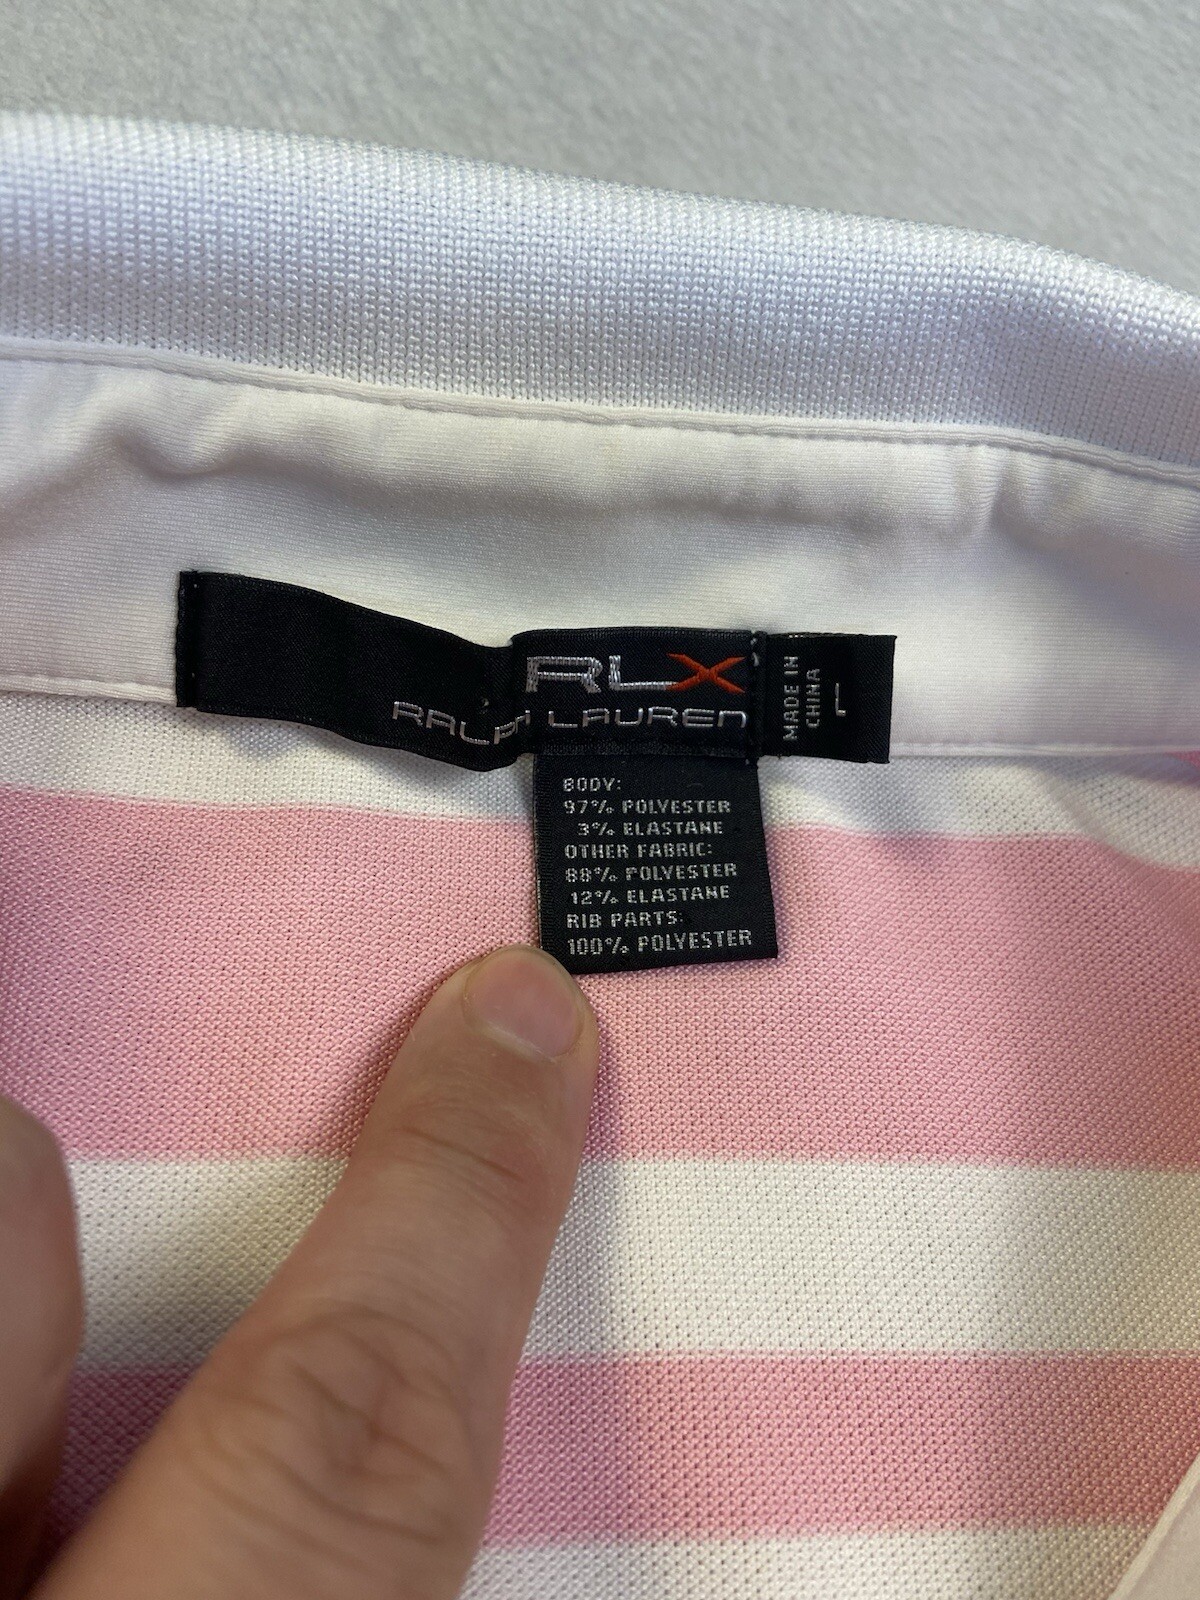 RLX
RALPH LAUREN
MADE IN
CHINA
L
BODY:
97% POLYESTER
3% ELASTANE
OTHER FABRIC:
88% POLYESTER
12% ELASTANE
RIB PARTS:
100% POLYESTER